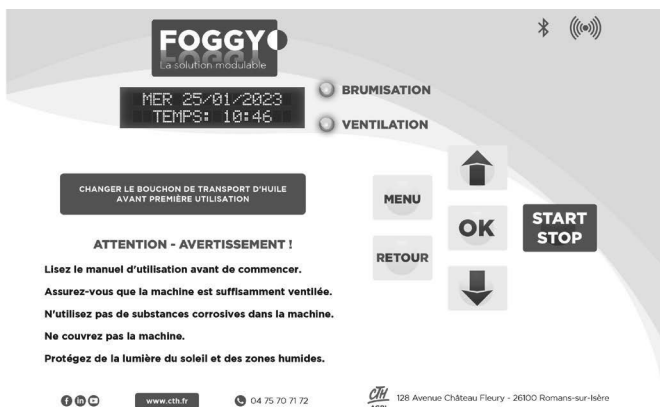 FOGGY
La solution modulable
MER 25/01/2023
TEMPS: 10:46
BRUMISATION
VENTILATION
CHANGER LE BOUCHON DE TRANSPORT D'HUILE
AVANT PREMIÈRE UTILISATION
MENU
OK
START
STOP
RETOUR
ATTENTION - AVERTISSEMENT !
Lisez le manuel d'utilisation avant de commencer.
Assurez-vous que la machine est suffisamment ventilée.
N'utilisez pas de substances corrosives dans la machine.
Ne couvrez pas la machine.
Protégez de la lumière du soleil et des zones humides.
www.cth.fr
04 75 70 71 72
CTH
AGRI
128 Avenue Château Fleury - 26100 Romans-sur-Isère